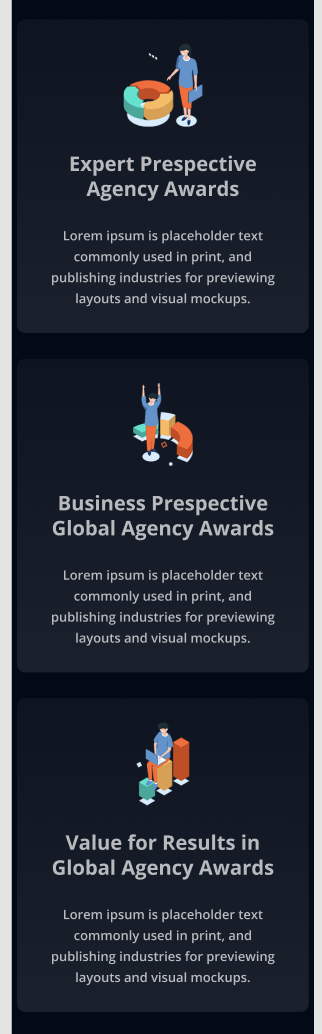 Expert Prespective
Agency Awards
Lorem ipsum is placeholder text
commonly used in print, and
publishing industries for previewing
layouts and visual mockups.
Business Prespective
Global Agency Awards
Lorem ipsum is placeholder text
commonly used in print, and
publishing industries for previewing
layouts and visual mockups.
Value for Results in
Global Agency Awards
Lorem ipsum is placeholder text
commonly used in print, and
publishing industries for previewing
layouts and visual mockups.